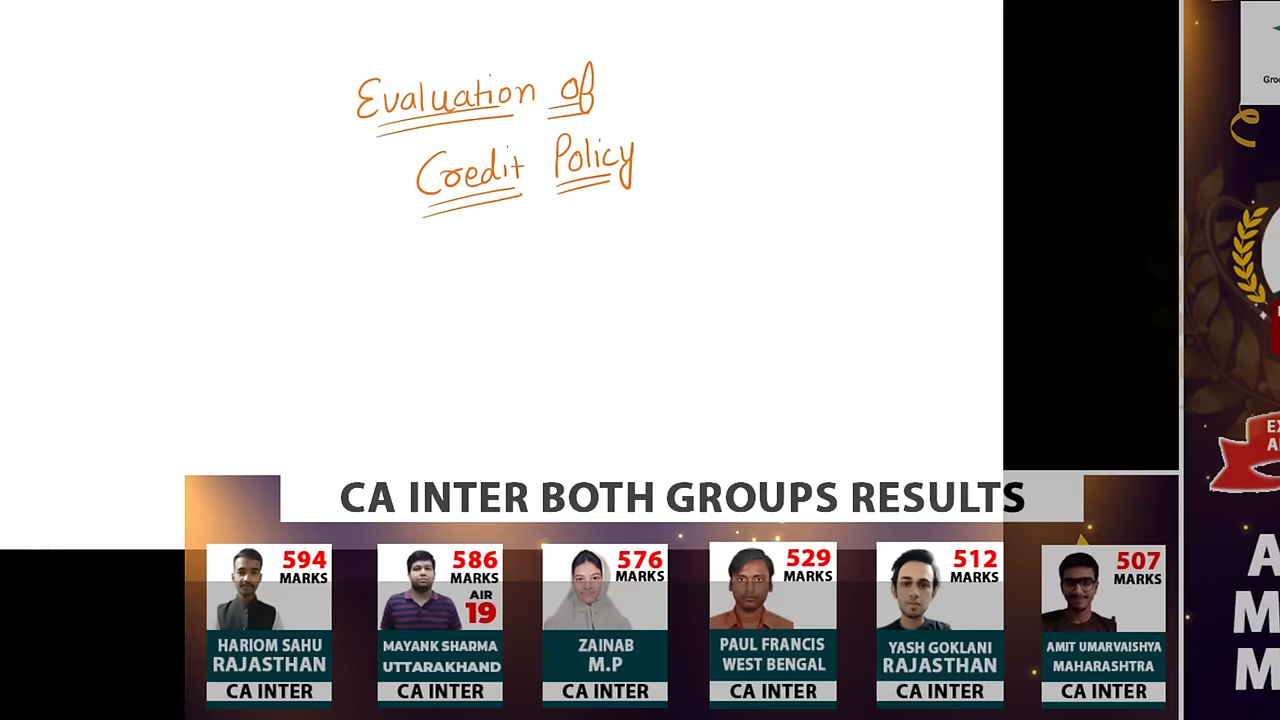 Evaluation of
Credit Policy
CA INTER BOTH GROUPS RESULTS
594
MARKS
HARIOM SAHU
RAJASTHAN
CA INTER
586
MARKS
AIR
19
MAYANK SHARMA
UTTARAKHAND
CA INTER
576
MARKS
ZAINAB
M.P
CA INTER
529
MARKS
PAUL FRANCIS
WEST BENGAL
CA INTER
512
MARKS
YASH GOKLANI
RAJASTHAN
CA INTER
507
MARKS
AMIT UMARVAISHYA
MAHARASHTRA
CA INTER